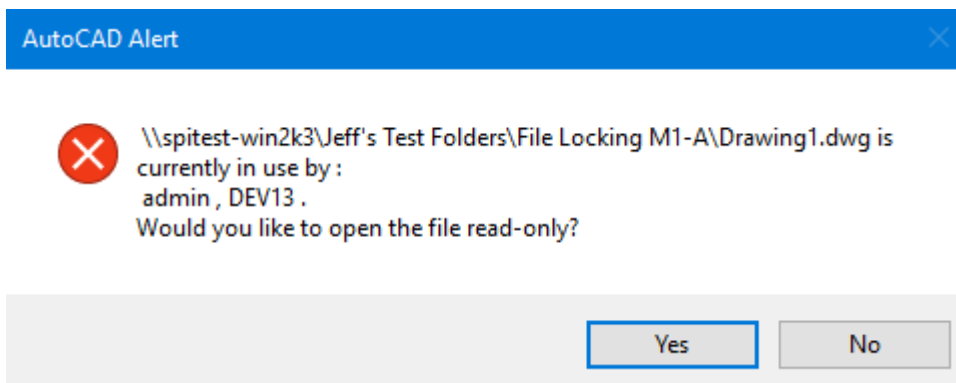 AutoCAD Alert
\\spitest-win2k3\Jeff's Test Folders\File Locking M1-A\Drawing1.dwg is
currently in use by :
admin , DEV13 .
Would you like to open the file read-only?
Yes
No